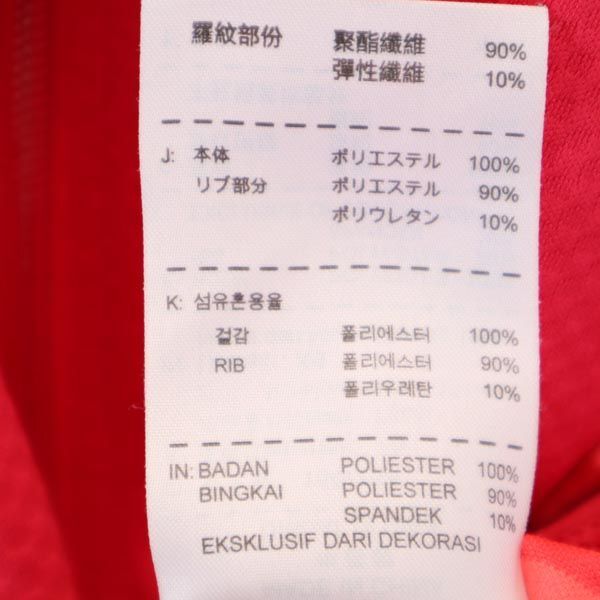 羅紋部份 聚酯纖維 90%
彈性纖維 10%
J: 本体 ポリエステル 100%
リブ部分 ポリエステル 90%
ポリウレタン 10%
K: 섬유혼용율
겉감 폴리에스터 100%
RIB 폴리에스터 90%
폴리우레탄 10%
IN: BADAN POLIESTER 100%
BINGKAI POLIESTER 90%
SPANDEK 10%
EKSKLUSIF DARI DEKORASI